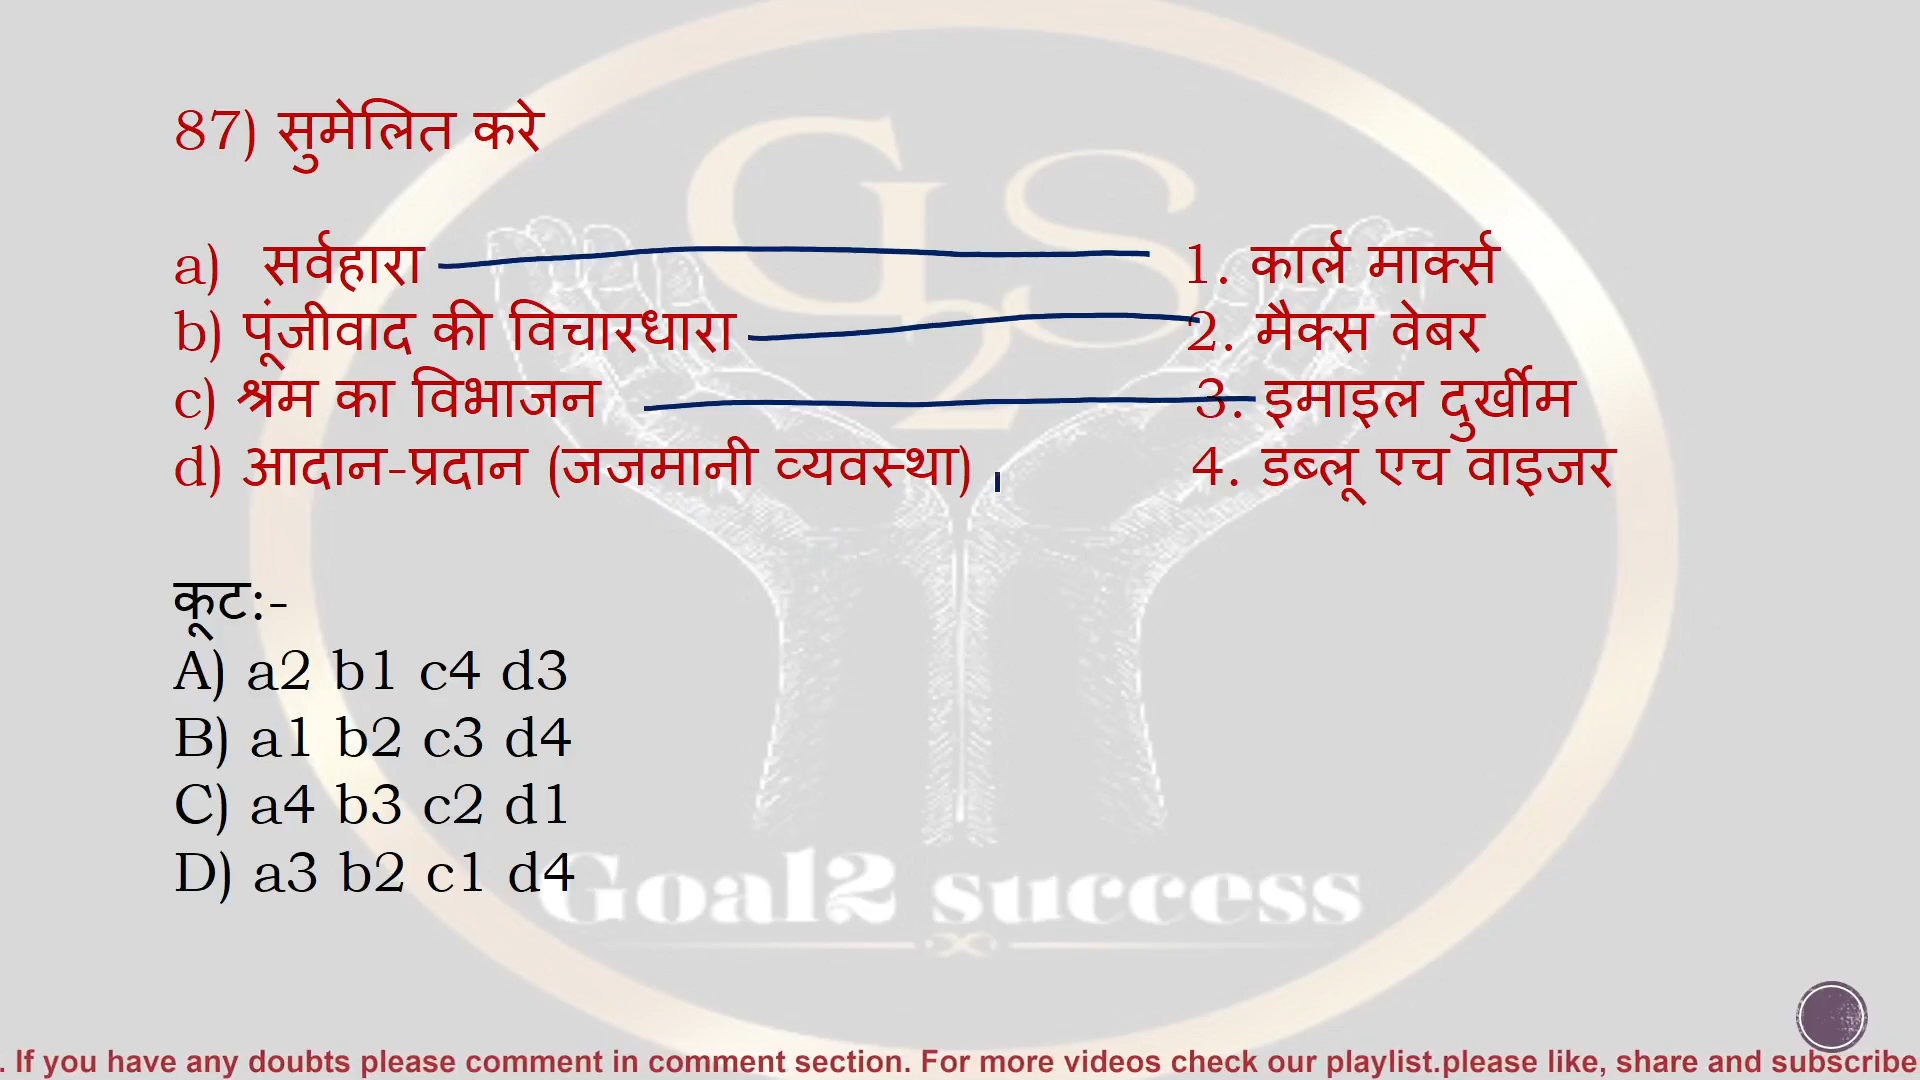 87) सुमेलित करे
a) सर्वहारा 1. कार्ल मार्क्स
b) पूंजीवाद की विचारधारा 2. मैक्स वेबर
c) श्रम का विभाजन 3. इमाइल दुर्खीम
d) आदान-प्रदान (जजमानी व्यवस्था) 4. डब्लू एच वाइजर
कूट:-
A) a2 b1 c4 d3
B) a1 b2 c3 d4
C) a4 b3 c2 d1
D) a3 b2 c1 d4
G2S
Goal2 success
. If you have any doubts please comment in comment section. For more videos check our playlist.please like, share and subscribe